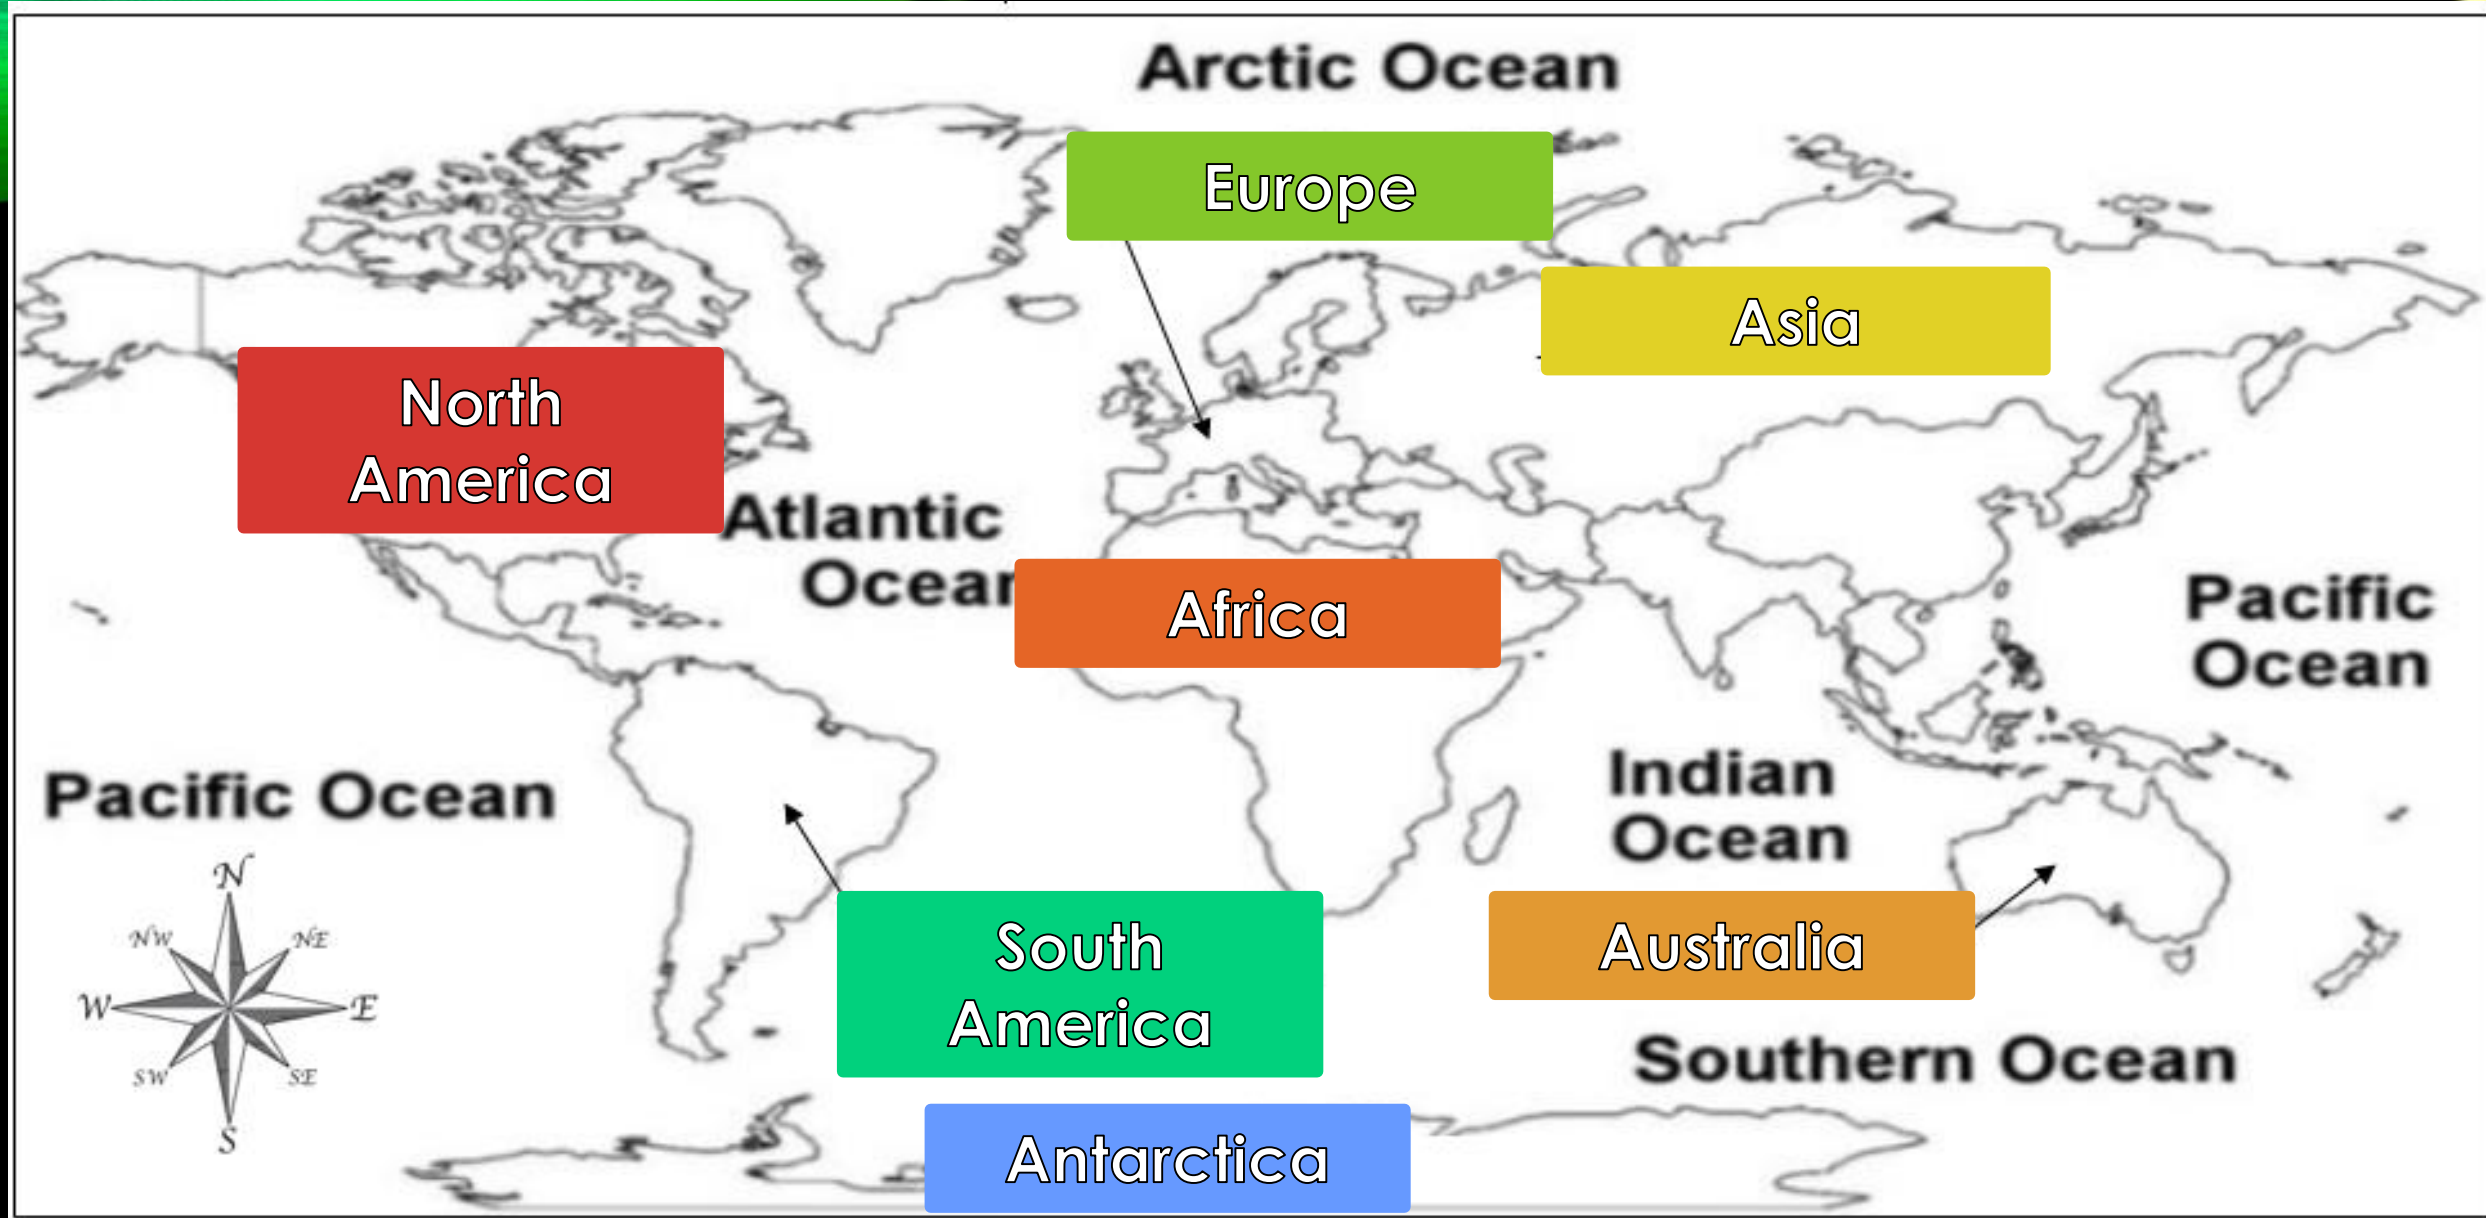 Arctic Ocean
Europe
Asia
North
America
Atlantic
Ocean
Africa
Pacific
Ocean
Indian
Ocean
Pacific Ocean
N
NW
NE
W
E
SW
SE
S
South
America
Australia
Southern Ocean
Antarctica